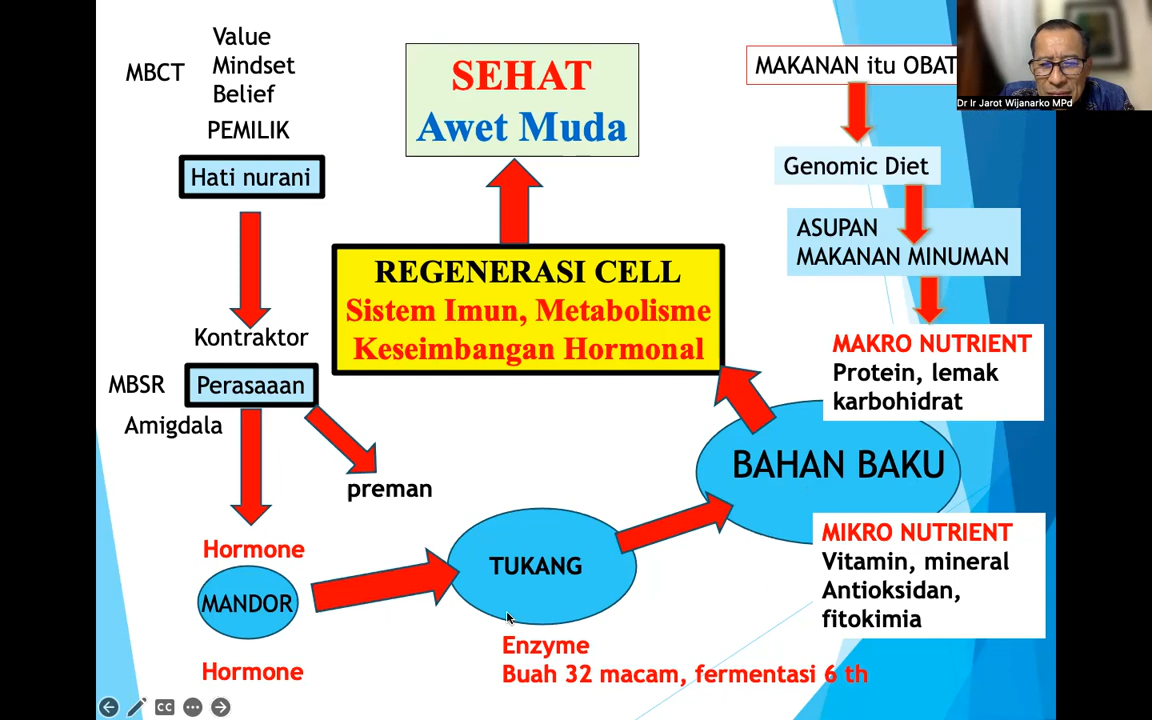 Value
MBCT
Mindset
Belief
PEMILIK
Hati nurani
Kontraktor
MBSR
Perasaaan
Amigdala
preman
Hormone
MANDOR
Hormone
SEHAT
Awet Muda
REGENERASI CELL
Sistem Imun, Metabolisme
Keseimbangan Hormonal
TUKANG
Enzyme
Buah 32 macam, fermentasi 6 th
MAKANAN itu OBAT
Genomic Diet
ASUPAN
MAKANAN MINUMAN
MAKRO NUTRIENT
Protein, lemak
karbohidrat
BAHAN BAKU
MIKRO NUTRIENT
Vitamin, mineral
Antioksidan,
fitokimia
Dr Ir Jarot Wijanarko MPd
CC